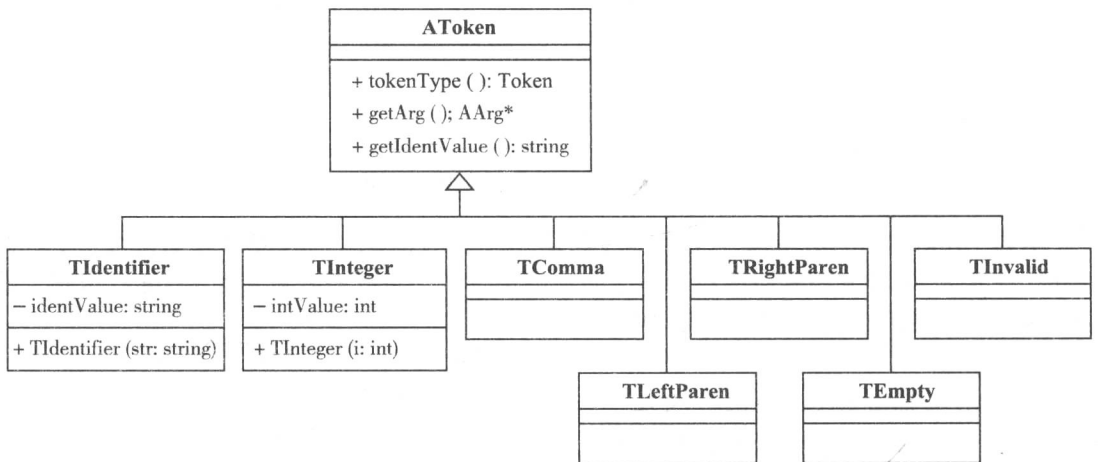 AToken
+ tokenType ( ): Token
+ getArg ( ); AArg*
+ getIdentValue ( ): string
TIdentifier
− identValue: string
+ TIdentifier (str: string)
TInteger
− intValue: int
+ TInteger (i: int)
TComma
TRightParen
TInvalid
TLeftParen
TEmpty